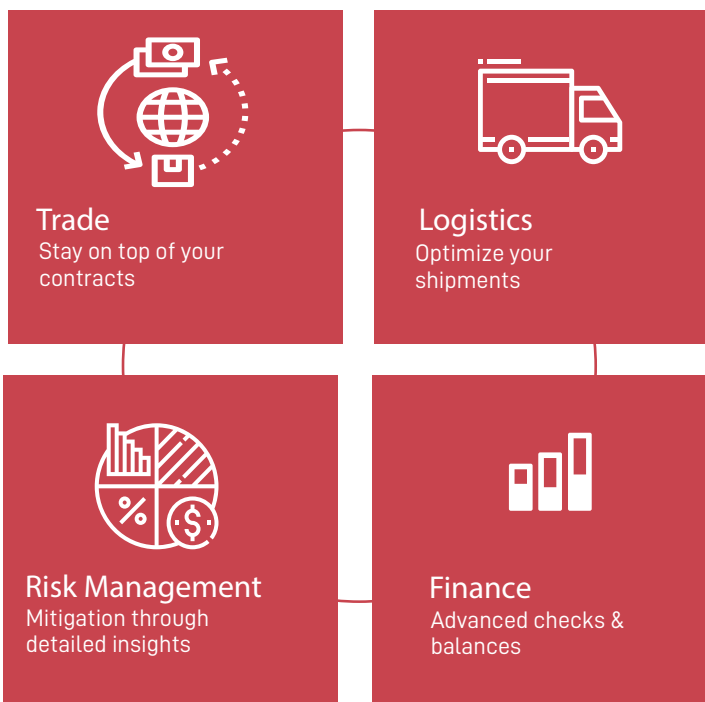 Trade
Stay on top of your
contracts
Logistics
Optimize your
shipments
%
$
Risk Management
Mitigation through
detailed insights
Finance
Advanced checks &
balances